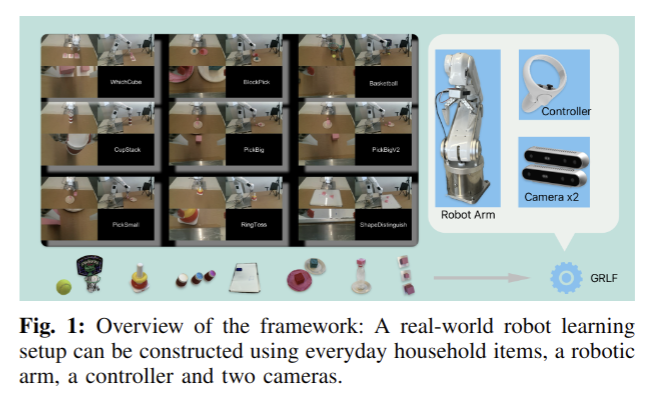 WhichCube
BlockPick
Basketball
CupStack
PickBig
PickBigV2
PickSmall
RingToss
ShapeDistinguish
Controller
Robot Arm
Camera x2
GRLF
Fig. 1: Overview of the framework: A real-world robot learning
setup can be constructed using everyday household items, a robotic
arm, a controller and two cameras.